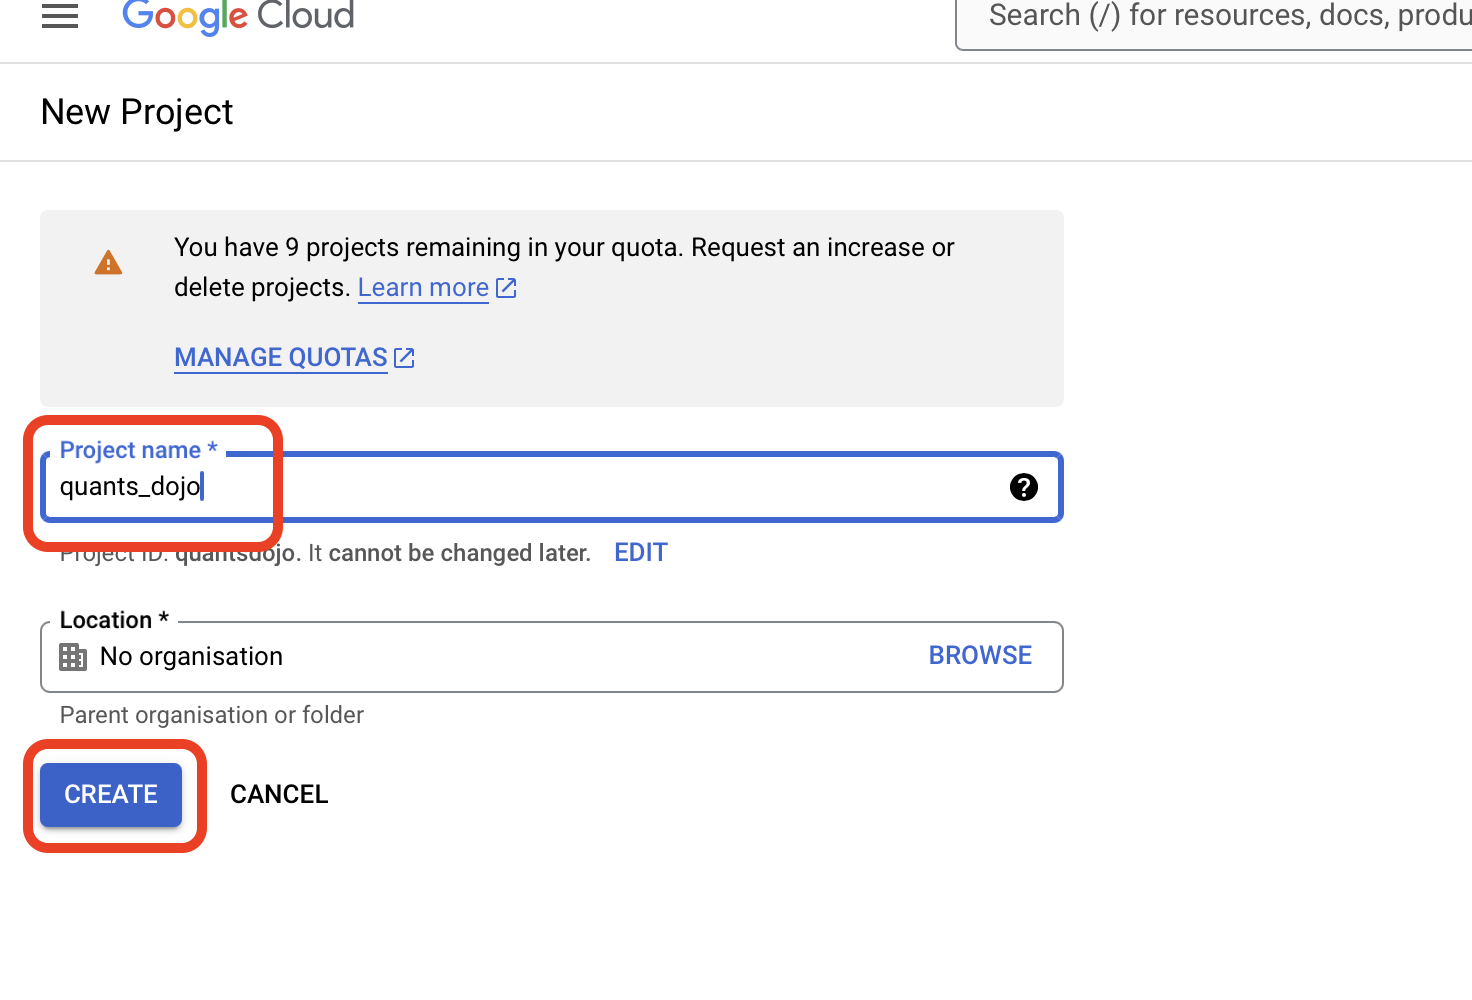 Google Cloud
Search (/) for resources, docs, produ
New Project
You have 9 projects remaining in your quota. Request an increase or
delete projects. Learn more
MANAGE QUOTAS
Project name *
quants_dojo
Project ID: quantsdojo. It cannot be changed later. EDIT
Location *
No organisation BROWSE
Parent organisation or folder
CREATE CANCEL